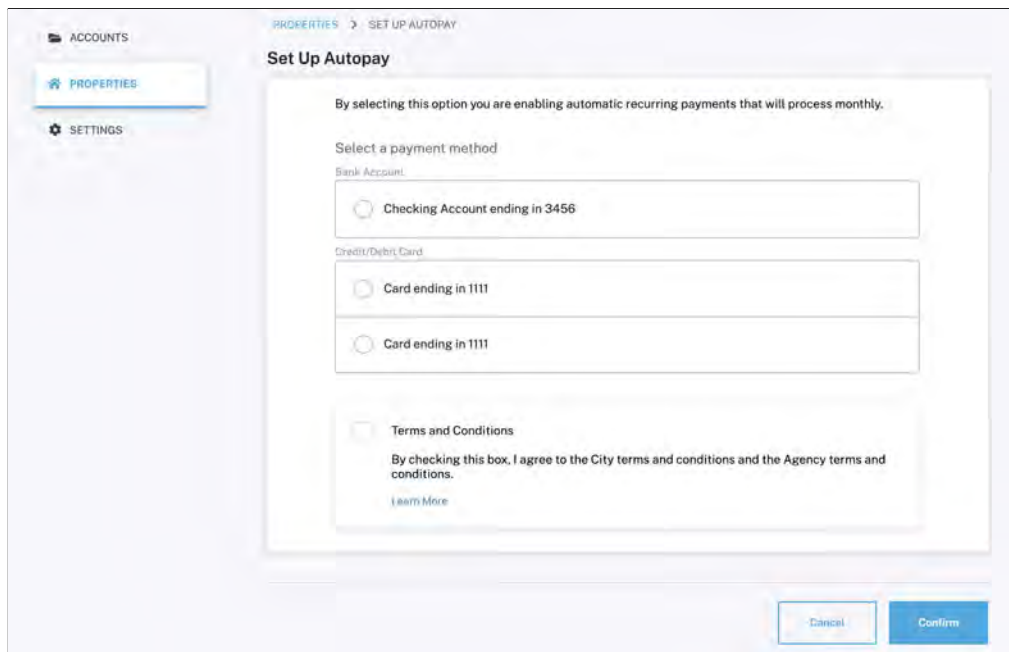 ACCOUNTS
PROPERTIES
SETTINGS
PROPERTIES > SET UP AUTOPAY
Set Up Autopay
By selecting this option you are enabling automatic recurring payments that will process monthly.
Select a payment method
Bank Account
Checking Account ending in 3456
Credit/Debit Card
Card ending in 1111
Card ending in 1111
Terms and Conditions
By checking this box, I agree to the City terms and conditions and the Agency terms and
conditions.
Learn More
Cancel
Confirm